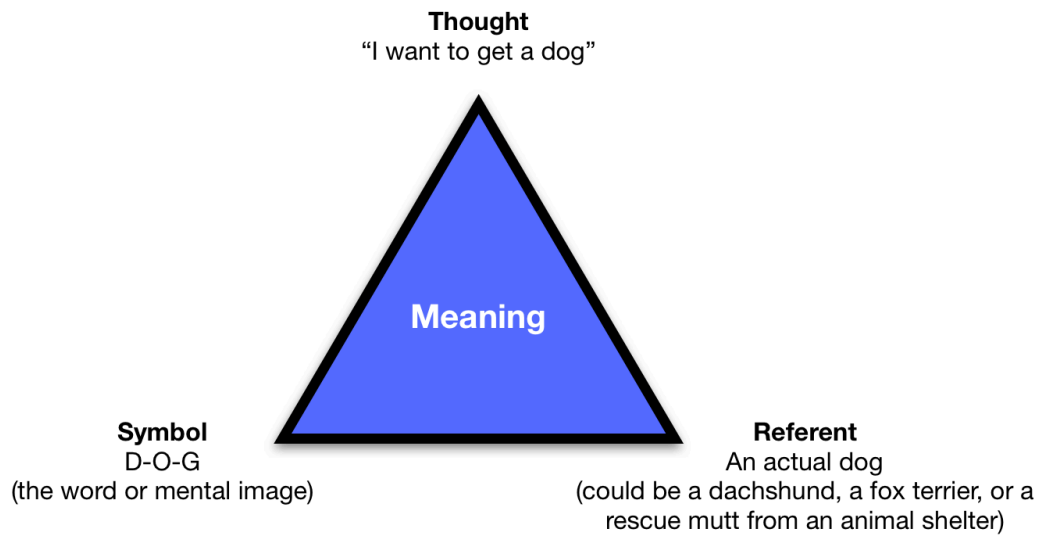 Thought
“I want to get a dog”
Meaning
Symbol
D-O-G
(the word or mental image)
Referent
An actual dog
(could be a dachshund, a fox terrier, or a
rescue mutt from an animal shelter)